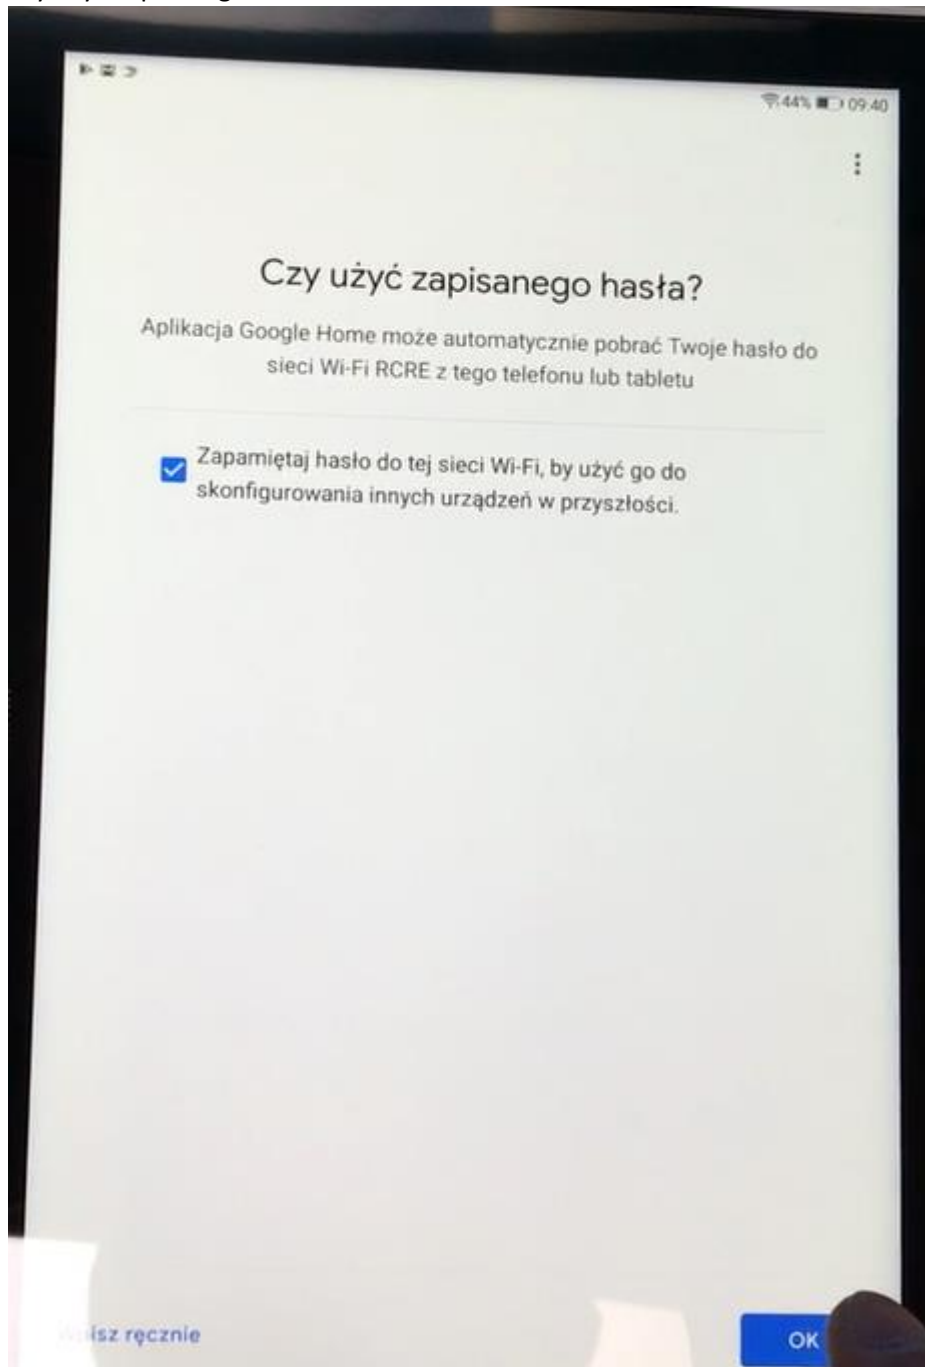 44% 09:40
Czy użyć zapisanego hasła?
Aplikacja Google Home może automatycznie pobrać Twoje hasło do
sieci Wi-Fi RCRE z tego telefonu lub tabletu
Zapamiętaj hasło do tej sieci Wi-Fi, by użyć go do
skonfigurowania innych urządzeń w przyszłości.
ręcznie
OK